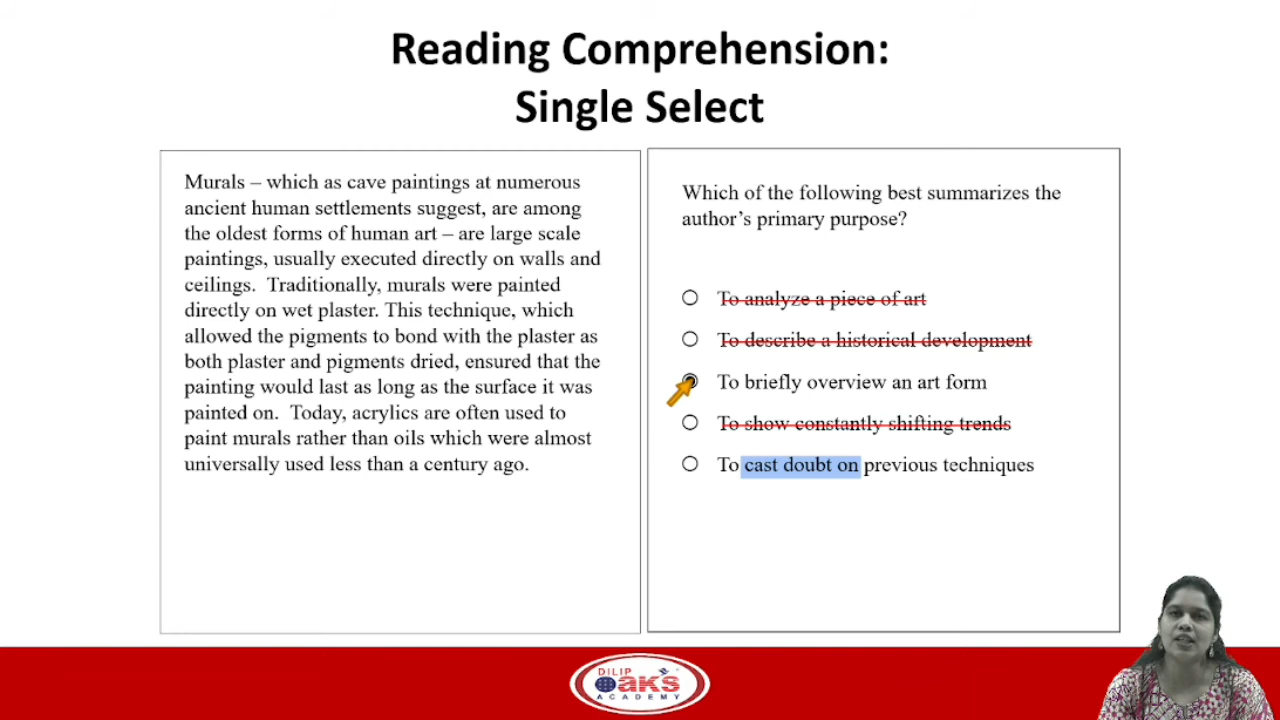 Reading Comprehension:
Single Select
Murals – which as cave paintings at numerous
ancient human settlements suggest, are among
the oldest forms of human art – are large scale
paintings, usually executed directly on walls and
ceilings.  Traditionally, murals were painted
directly on wet plaster. This technique, which
allowed the pigments to bond with the plaster as
both plaster and pigments dried, ensured that the
painting would last as long as the surface it was
painted on.  Today, acrylics are often used to
paint murals rather than oils which were almost
universally used less than a century ago.
Which of the following best summarizes the
author’s primary purpose?
To analyze a piece of art
To describe a historical development
To briefly overview an art form
To show constantly shifting trends
To cast doubt on previous techniques
DILIP
oaks
ACADEMY